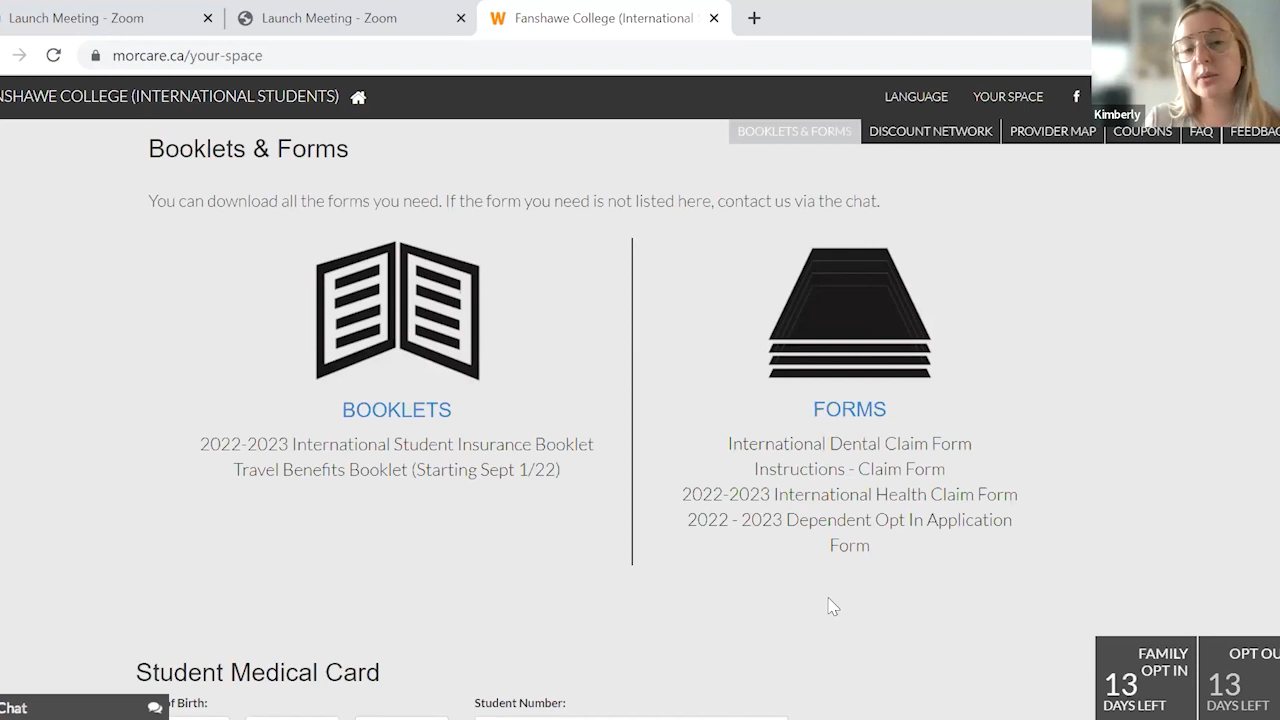 Launch Meeting - Zoom
Launch Meeting - Zoom
Fanshawe College (International
morcare.ca/your-space
NSHAWE COLLEGE (INTERNATIONAL STUDENTS)
LANGUAGE
YOUR SPACE
f
Kimberly
BOOKLETS & FORMS
DISCOUNT NETWORK
PROVIDER MAP
COUPONS
FAQ
FEEDBAC
Booklets & Forms
You can download all the forms you need. If the form you need is not listed here, contact us via the chat.
BOOKLETS
2022-2023 International Student Insurance Booklet
Travel Benefits Booklet (Starting Sept 1/22)
FORMS
International Dental Claim Form
Instructions - Claim Form
2022-2023 International Health Claim Form
2022 - 2023 Dependent Opt In Application
Form
Student Medical Card
of Birth:
Student Number:
Chat
FAMILY
OPT IN
13
DAYS LEFT
OPT OU
13
DAYS LEFT